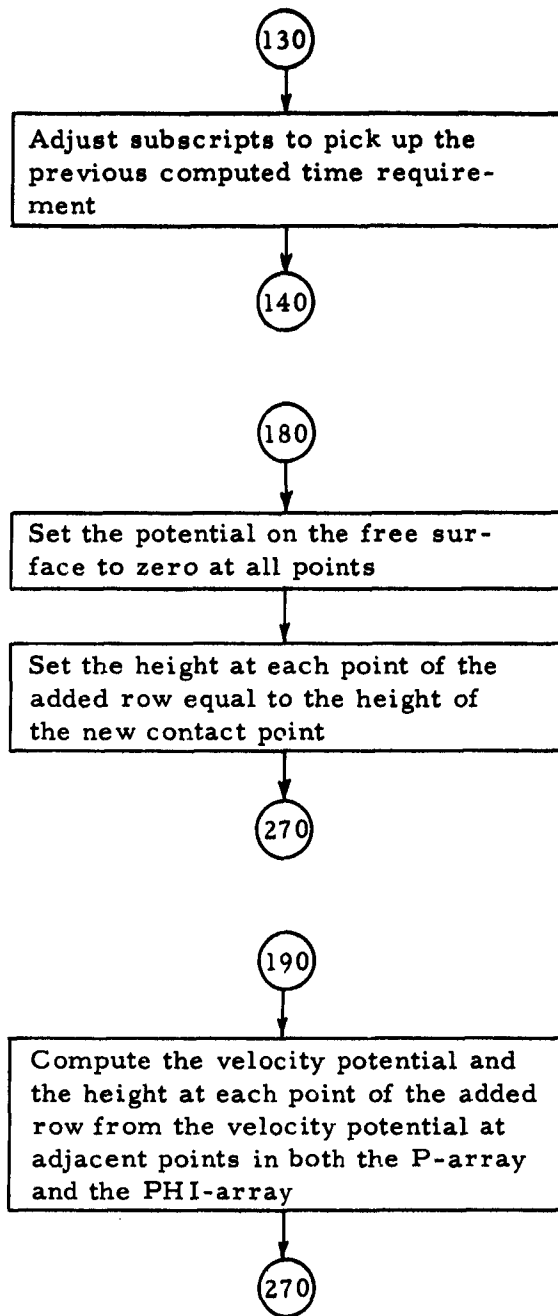 130
Adjust subscripts to pick up the
previous computed time require-
ment
140
180
Set the potential on the free sur-
face to zero at all points
Set the height at each point of the
added row equal to the height of
the new contact point
270
190
Compute the velocity potential and
the height at each point of the added
row from the velocity potential at
adjacent points in both the P-array
and the PHI-array
270